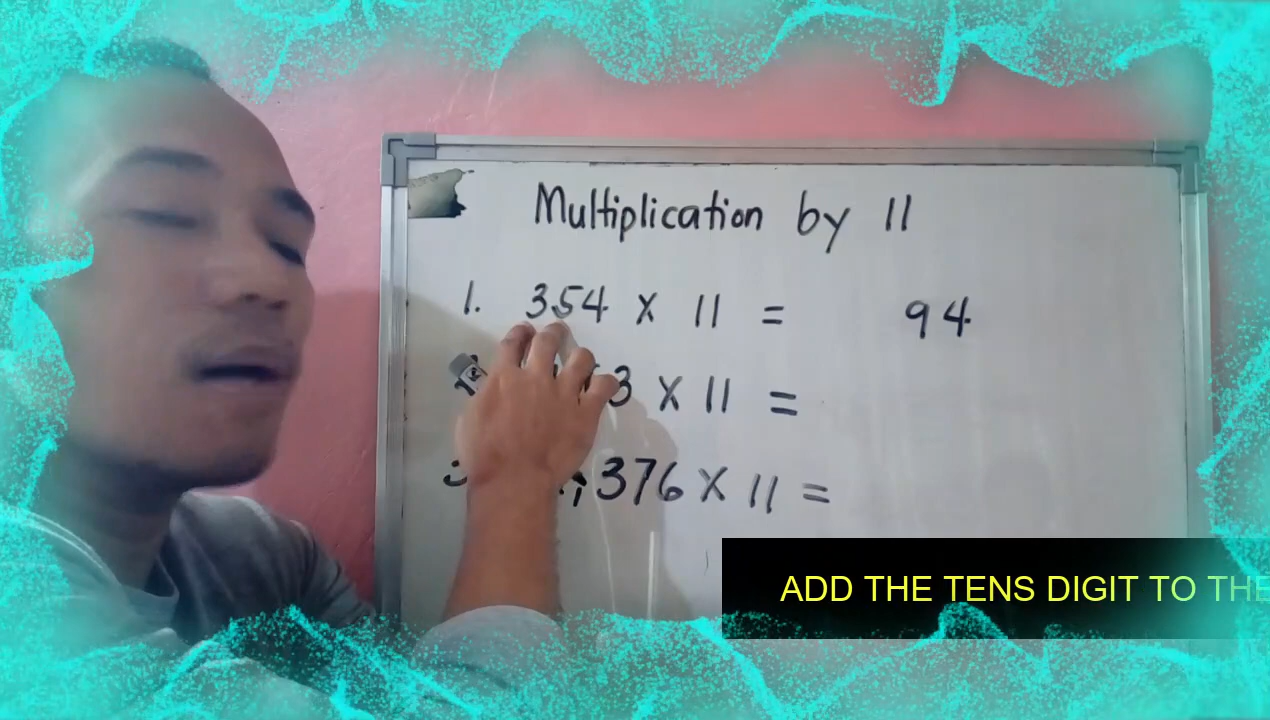 Multiplication by 11
1. 354 x 11 = 94
3 x 11 =
,376 x 11 =
ADD THE TENS DIGIT TO THE